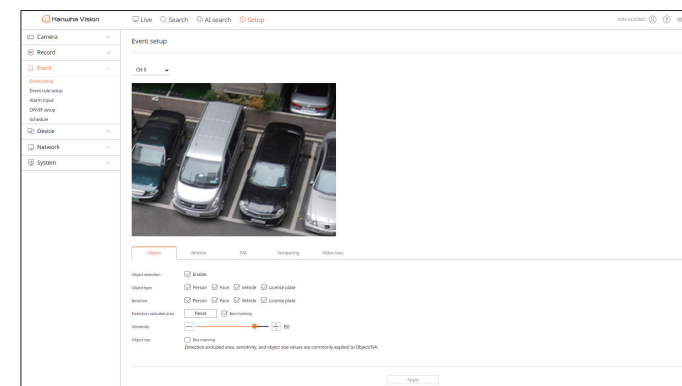 Hanwha Vision
Live Search AI search Setup
Camera
Record
Event
Event setup
Event rule setup
Alarm input
ONVIF setup
Schedule
Device
Network
System
Event setup
CH 5
Object Motion IVA Tampering Video loss
Object detection Enable
Object type Person Face Vehicle License plate
BestShot Person Face Vehicle License plate
Detection excluded area Reset Box marking
Sensitivity 80
Object size Box marking
Detection excluded area, sensitivity, and object size values are commonly applied to Object/IVA.
Apply